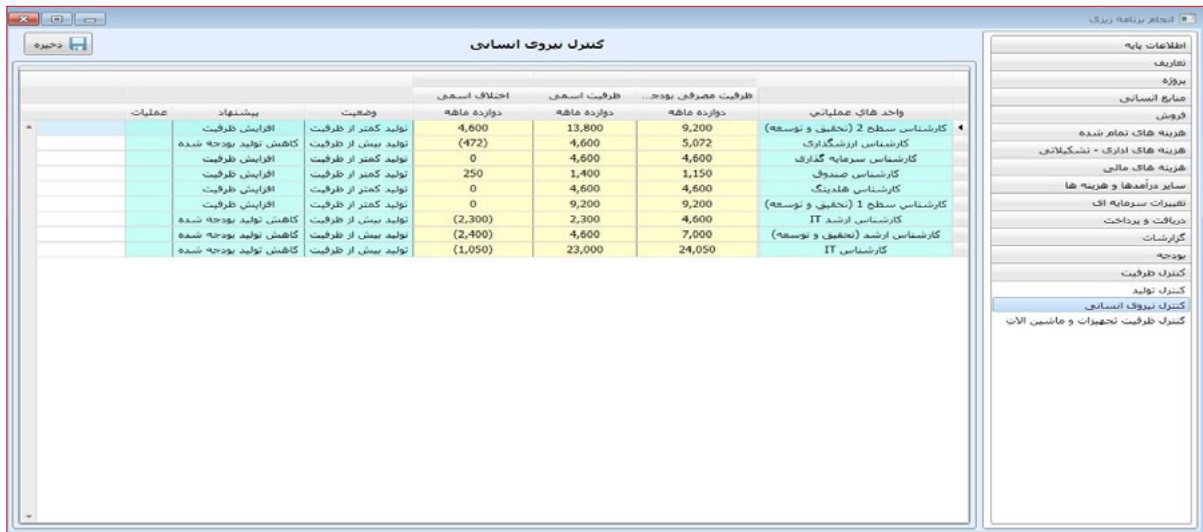 انجام برنامه ریزی
کنترل نیروی انسانی
ذخیره
اطلاعات پایه
تعاریف
پروژه
منابع انسانی
فروش
هزینه های تمام شده
هزینه های اداری - تشکیلاتی
هزینه های مالی
سایر درآمدها و هزینه ها
تغییرات سرمایه ای
دریافت و پرداخت
گزارشات
بودجه
کنترل ظرفیت
کنترل تولید
کنترل نیروی انسانی
کنترل ظرفیت تجهیزات و ماشین الات
ظرفیت مصرفی بودجـ... ظرفیت اسمی اختلاف اسمی
واحد هاي عملیاتی دوازده ماهه دوازده ماهه دوازده ماهه وضعیت پیشنهاد عملیات
کارشناس سطح 2 (تحقیق و توسعه) 9,200 13,800 4,600 تولید کمتر از ظرفیت افزایش ظرفیت
کارشناس ارزشگذاری 5,072 4,600 (472) تولید بیش از ظرفیت کاهش تولید بودجه شده
کارشناس سرمایه گذاری 4,600 4,600 0 تولید کمتر از ظرفیت افزایش ظرفیت
کارشناس صندوق 1,150 1,400 250 تولید کمتر از ظرفیت افزایش ظرفیت
کارشناس هلدینگ 4,600 4,600 0 تولید کمتر از ظرفیت افزایش ظرفیت
کارشناس سطح 1 (تحقیق و توسعه) 9,200 9,200 0 تولید کمتر از ظرفیت افزایش ظرفیت
کارشناس ارشد IT 4,600 2,300 (2,300) تولید بیش از ظرفیت کاهش تولید بودجه شده
کارشناس ارشد (تحقیق و توسعه) 7,000 4,600 (2,400) تولید بیش از ظرفیت کاهش تولید بودجه شده
کارشناس IT 24,050 23,000 (1,050) تولید بیش از ظرفیت کاهش تولید بودجه شده